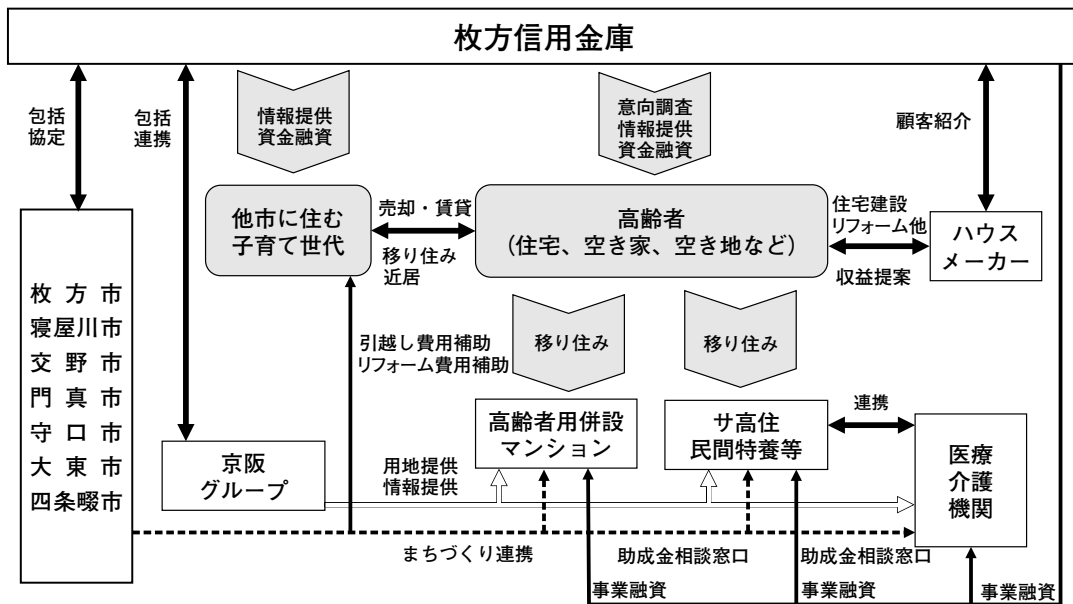 枚方信用金庫
包括
協定
包括
連携
情報提供
資金融資
意向調査
情報提供
資金融資
顧客紹介
他市に住む
子育て世代
売却・賃貸
移り住み
近居
高齢者
（住宅、空き家、空き地など）
住宅建設
リフォーム他
収益提案
ハウス
メーカー
枚方市
寝屋川市
交野市
門真市
守口市
大東市
四条畷市
引越し費用補助
リフォーム費用補助
移り住み
移り住み
高齢者用併設
マンション
サ高住
民間特養等
連携
医療
介護
機関
京阪
グループ
用地提供
情報提供
まちづくり連携
助成金相談窓口
助成金相談窓口
事業融資
事業融資
事業融資